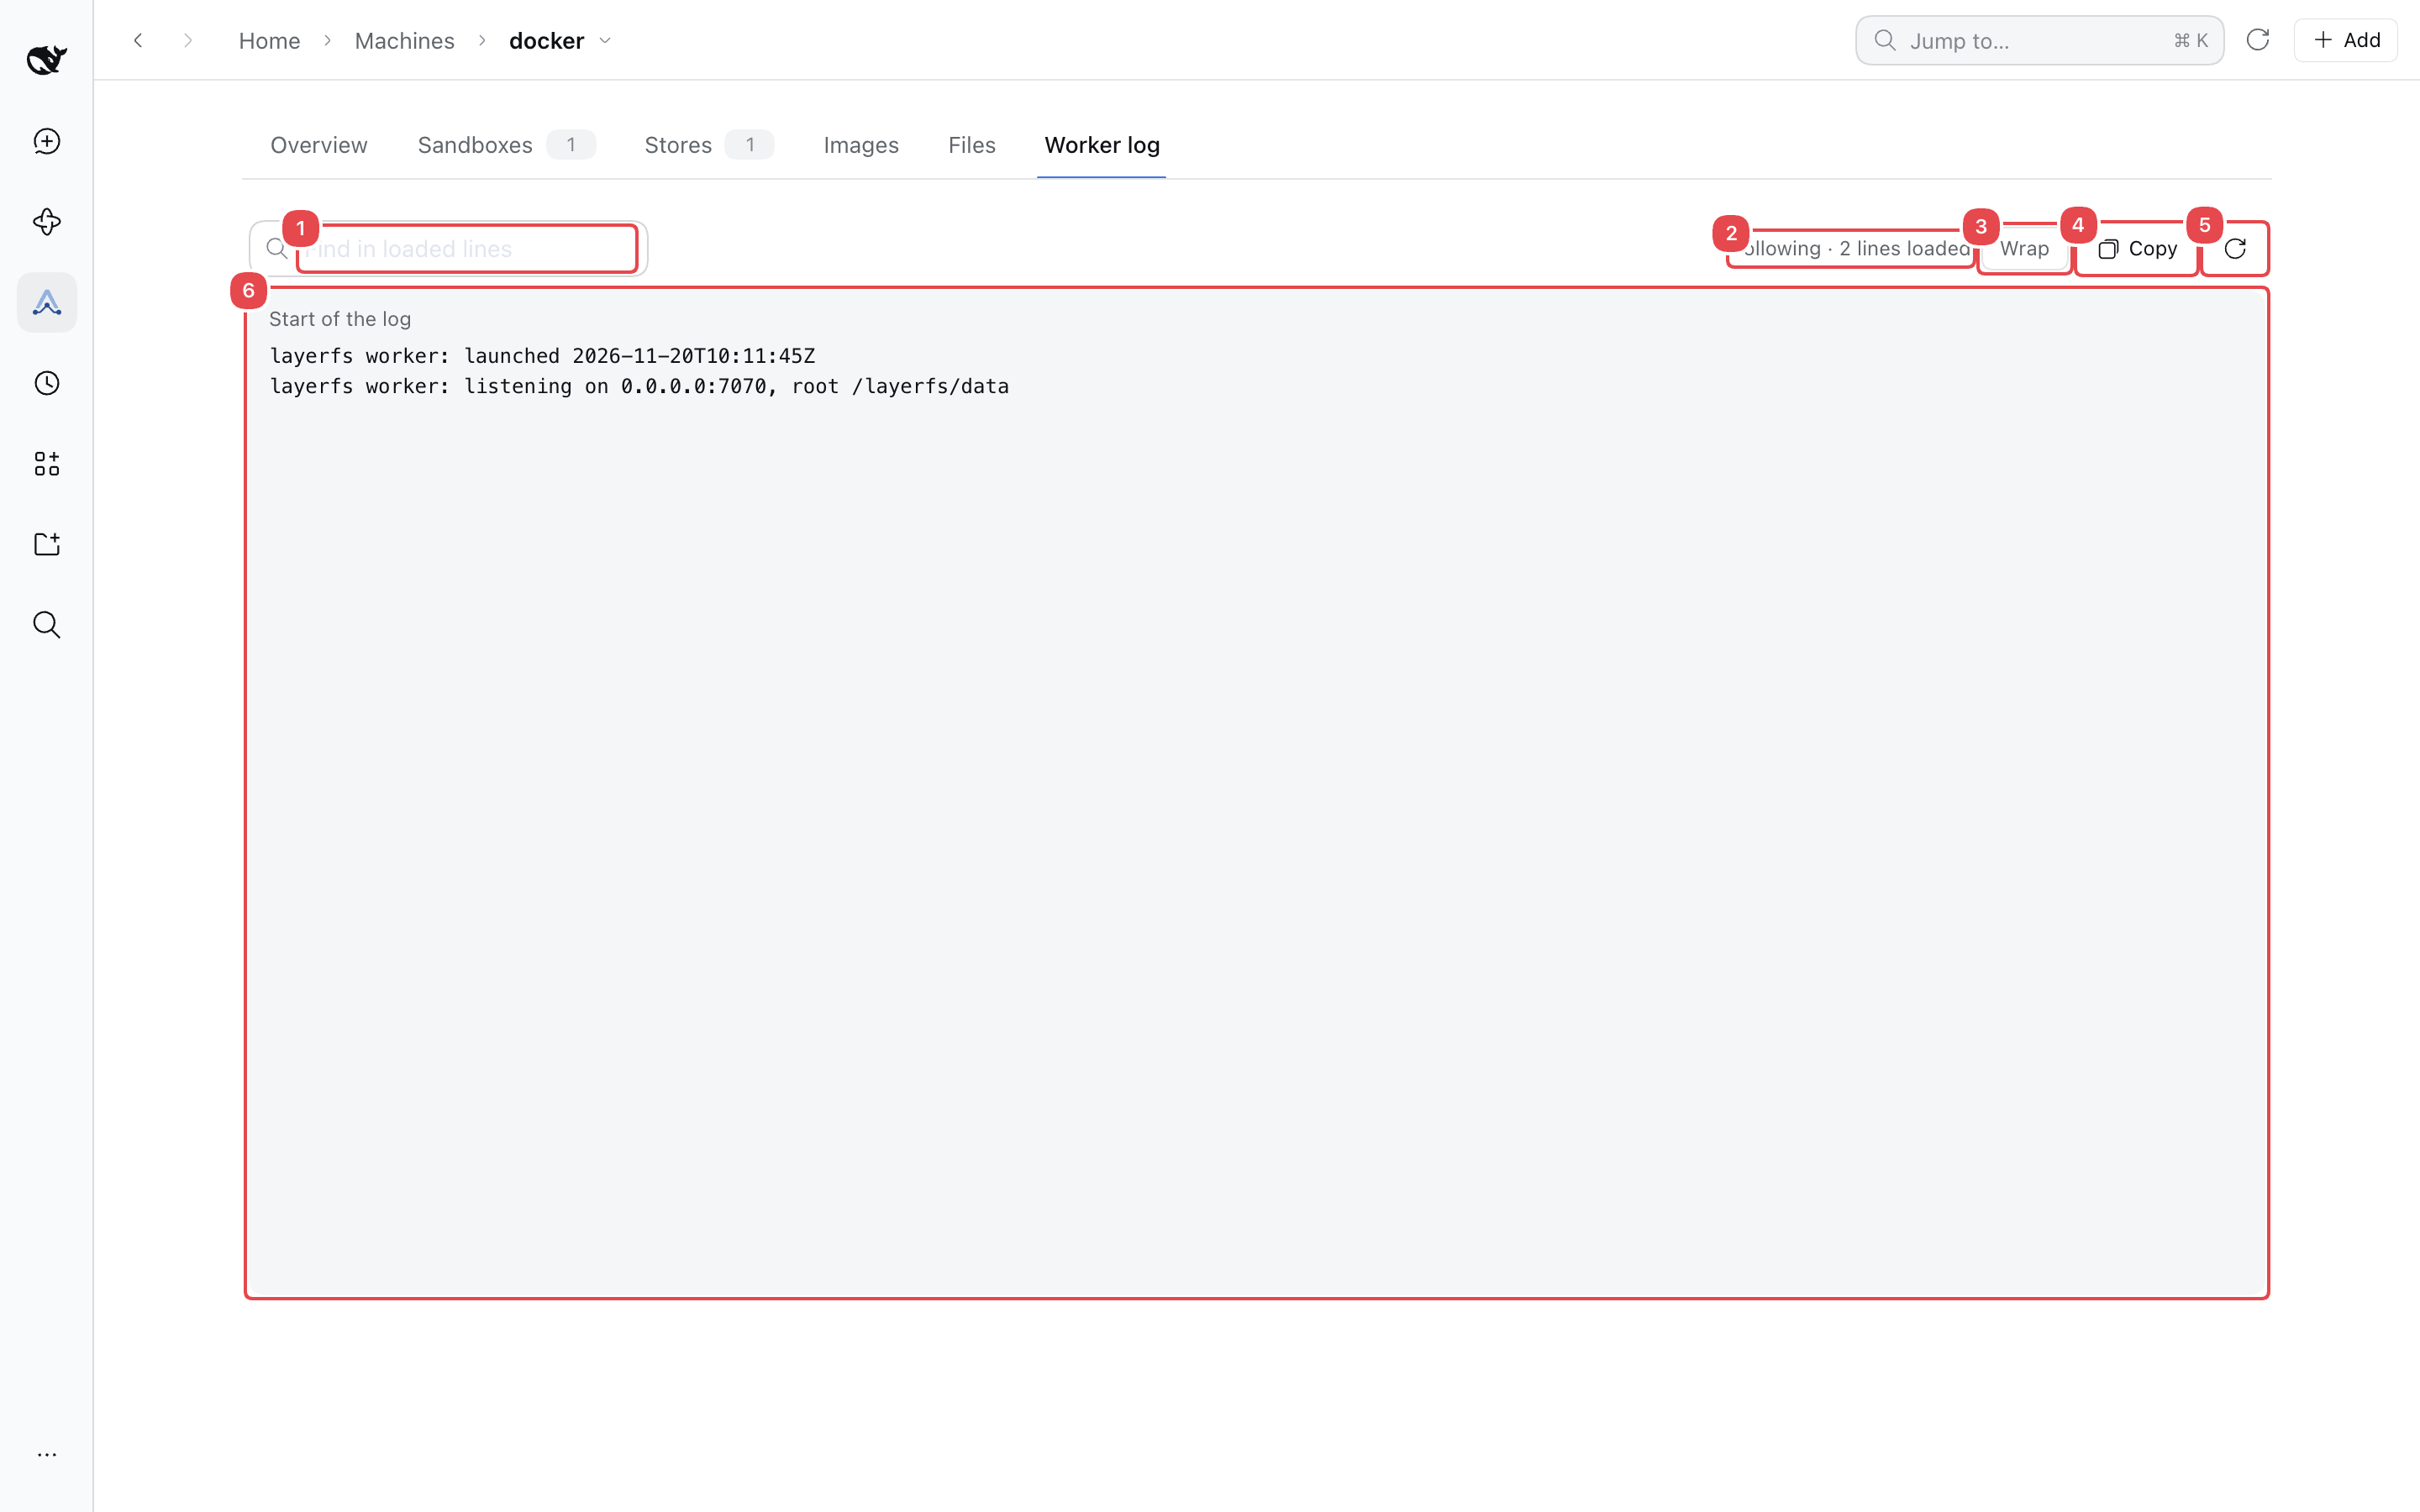 Home
Machines
docker
Jump to...
⌘ K
Add
Overview
Sandboxes 1
Stores 1
Images
Files
Worker log
1
Find in loaded lines
2
ollowing · 2 lines loaded
3
Wrap
4
Copy
5
6
Start of the log
layerfs worker: launched 2026-11-20T10:11:45Z
layerfs worker: listening on 0.0.0.0:7070, root /layerfs/data